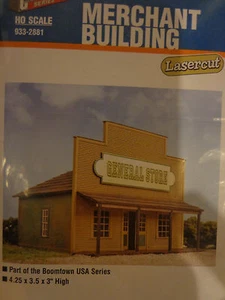 SERIES
HO SCALE
933-2881
MERCHANT
BUILDING
Lasercut
GENERAL STORE
■ Part of the Boomtown USA Series
■ 4.25 x 3.5 x 3" High